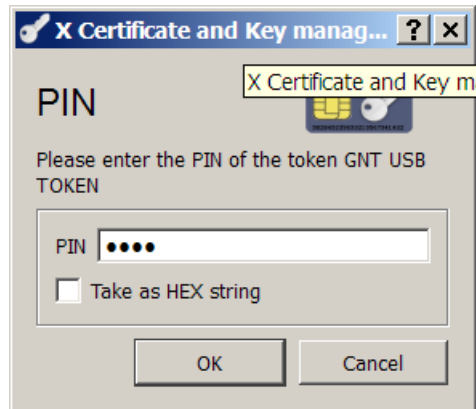 X Certificate and Key manag...
X Certificate and Key m
PIN
Please enter the PIN of the token GNT USB
TOKEN
PIN ●●●●
Take as HEX string
OK
Cancel